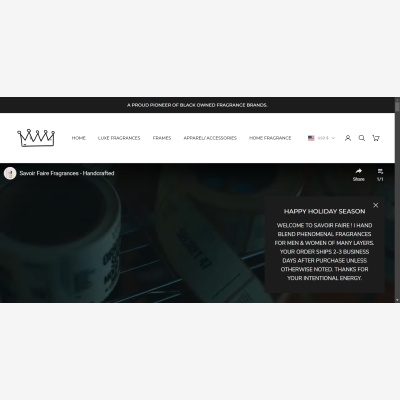 A PROUD PIONEER OF BLACK OWNED FRAGRANCE BRANDS.
HOME LUXE FRAGRANCES FRAMES APPAREL/ACCESSORIES HOME FRAGRANCE USD $
Savoir Faire Fragrances - Handcrafted
Share
1/1
HAPPY HOLIDAY SEASON
WELCOME TO SAVOIR FAIRE ! I HAND
BLEND PHENOMENAL FRAGRANCES
FOR MEN & WOMEN OF MANY LAYERS.
YOUR ORDER SHIPS 2-3 BUSINESS
DAYS AFTER PURCHASE UNLESS
OTHERWISE NOTED. THANKS FOR
YOUR INTENTIONAL ENERGY.